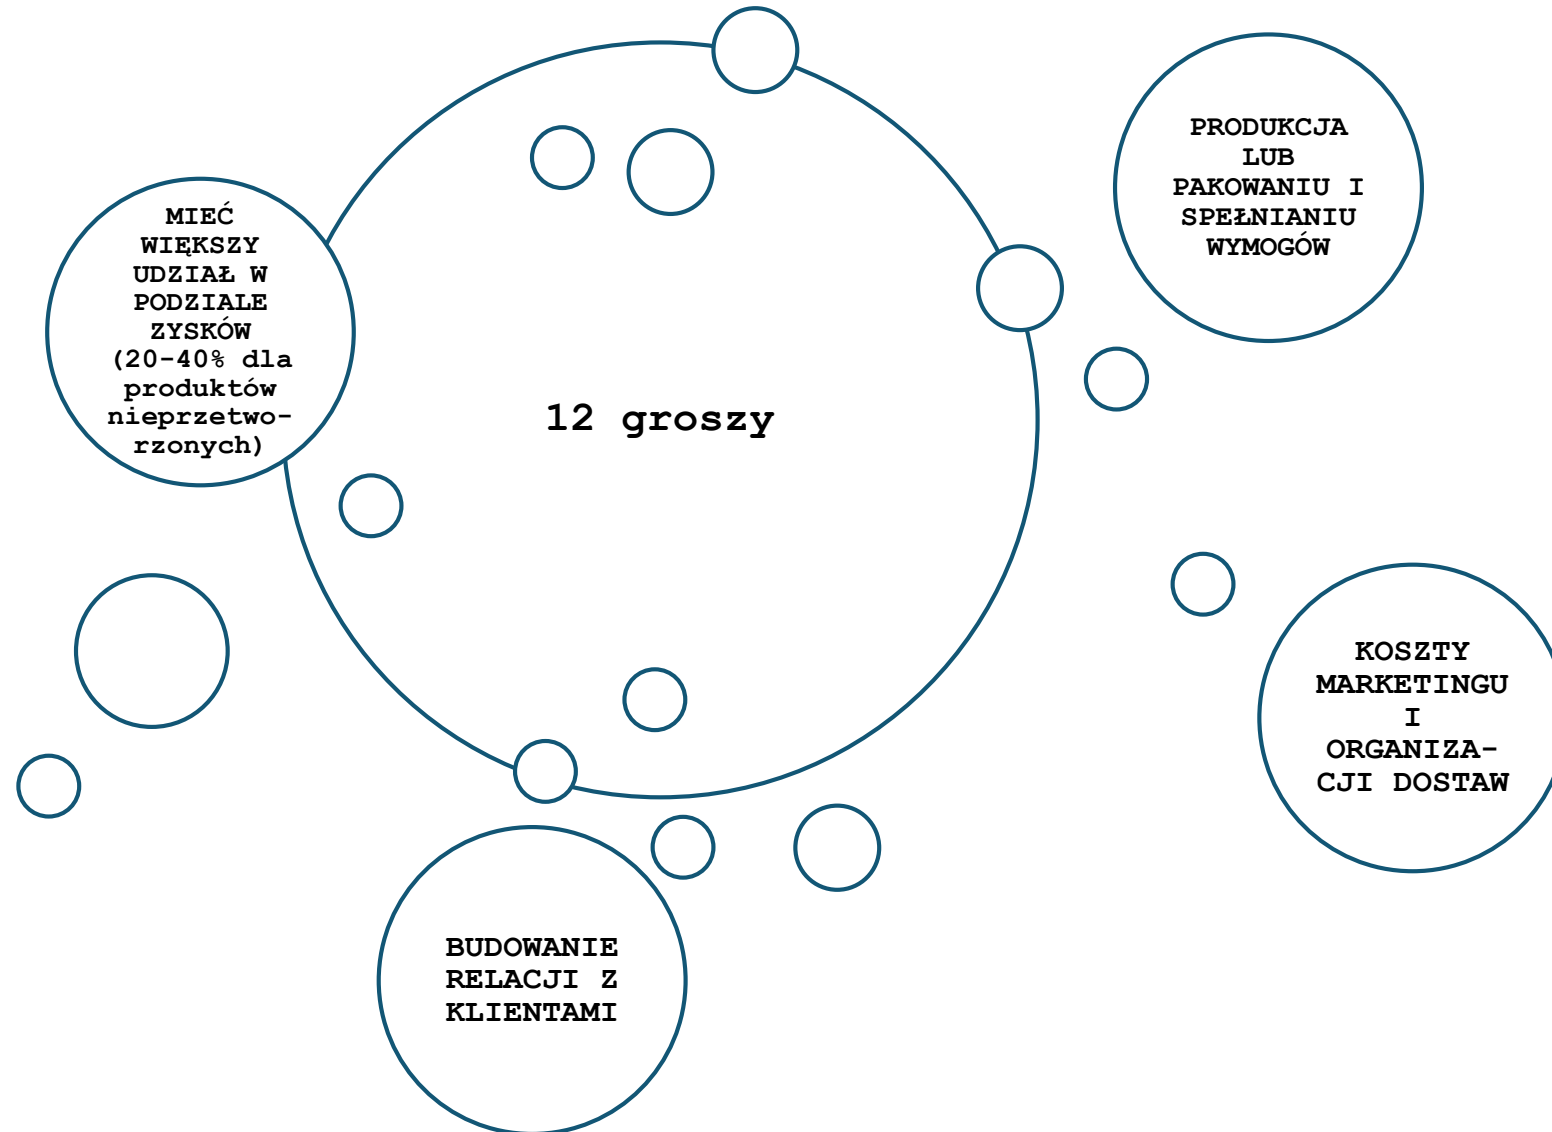 MIEĆ
WIĘKSZY
UDZIAŁ W
PODZIALE
ZYSKÓW
(20-40% dla
produktów
nieprzetwo-
rzonych)
12 groszy
PRODUKCJA
LUB
PAKOWANIU I
SPEŁNIANIU
WYMOGÓW
KOSZTY
MARKETINGU
I
ORGANIZA-
CJI DOSTAW
BUDOWANIE
RELACJI Z
KLIENTAMI